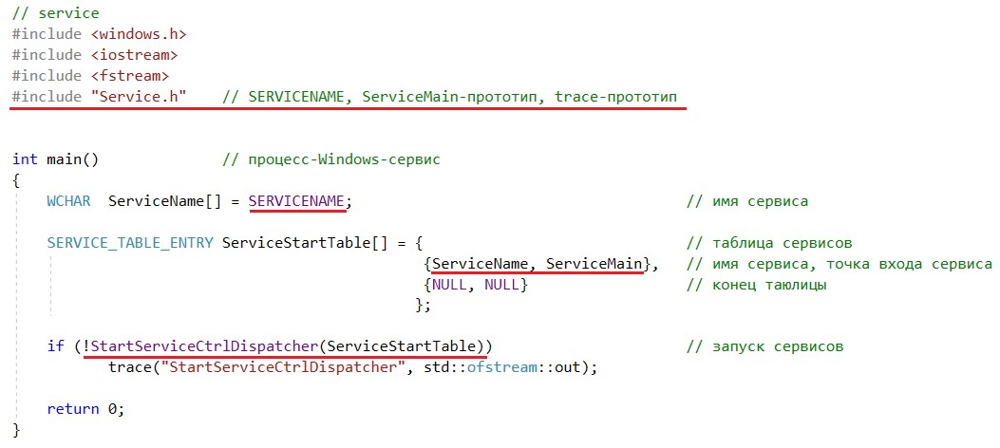 // service
#include <windows.h>
#include <iostream>
#include <fstream>
#include "Service.h"    // SERVICENAME, ServiceMain-прототип, trace-прототип
int main()              // процесс-Windows-сервис
{
    WCHAR  ServiceName[] = SERVICENAME;                                      // имя сервиса
    SERVICE_TABLE_ENTRY ServiceStartTable[] = {                              // таблица сервисов
                                               {ServiceName, ServiceMain},   // имя сервиса, точка входа сервиса
                                               {NULL, NULL}                  // конец таюлицы
                                              };
    if (!StartServiceCtrlDispatcher(ServiceStartTable))                      // запуск сервисов
           trace("StartServiceCtrlDispatcher", std::ofstream::out);
    return 0;
}